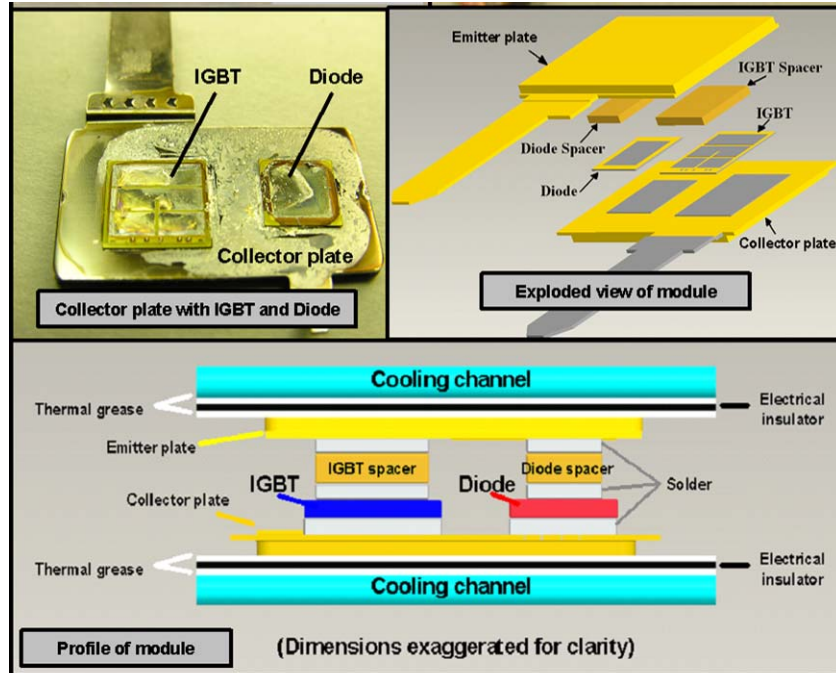 IGBT
Diode
Collector plate
Collector plate with IGBT and Diode
Emitter plate
IGBT Spacer
IGBT
Diode Spacer
Diode
Collector plate
Exploded view of module
Cooling channel
Thermal grease
Electrical
insulator
Emitter plate
IGBT spacer
Diode spacer
Solder
IGBT
Diode
Collector plate
Thermal grease
Electrical
insulator
Cooling channel
Profile of module
(Dimensions exaggerated for clarity)